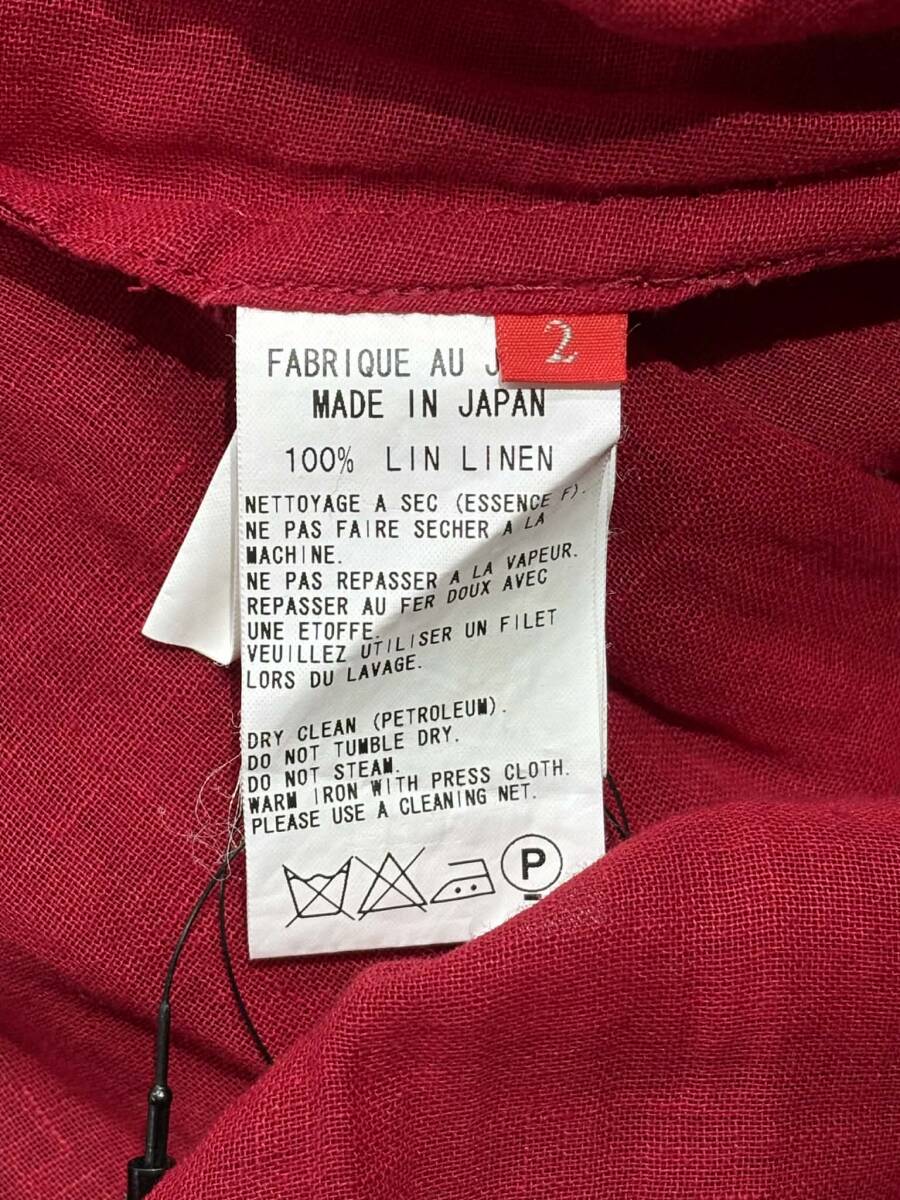 2
FABRIQUE AU
MADE IN JAPAN
100% LIN LINEN
NETTOYAGE A SEC (ESSENCE F).
NE PAS FAIRE SECHER A LA
MACHINE.
NE PAS REPASSER A LA VAPEUR.
REPASSER AU FER DOUX AVEC
UNE ETOFFE.
VEUILLEZ UTILISER UN FILET
LORS DU LAVAGE.
DRY CLEAN (PETROLEUM).
DO NOT TUMBLE DRY.
DO NOT STEAM.
WARM IRON WITH PRESS CLOTH.
PLEASE USE A CLEANING NET.
P